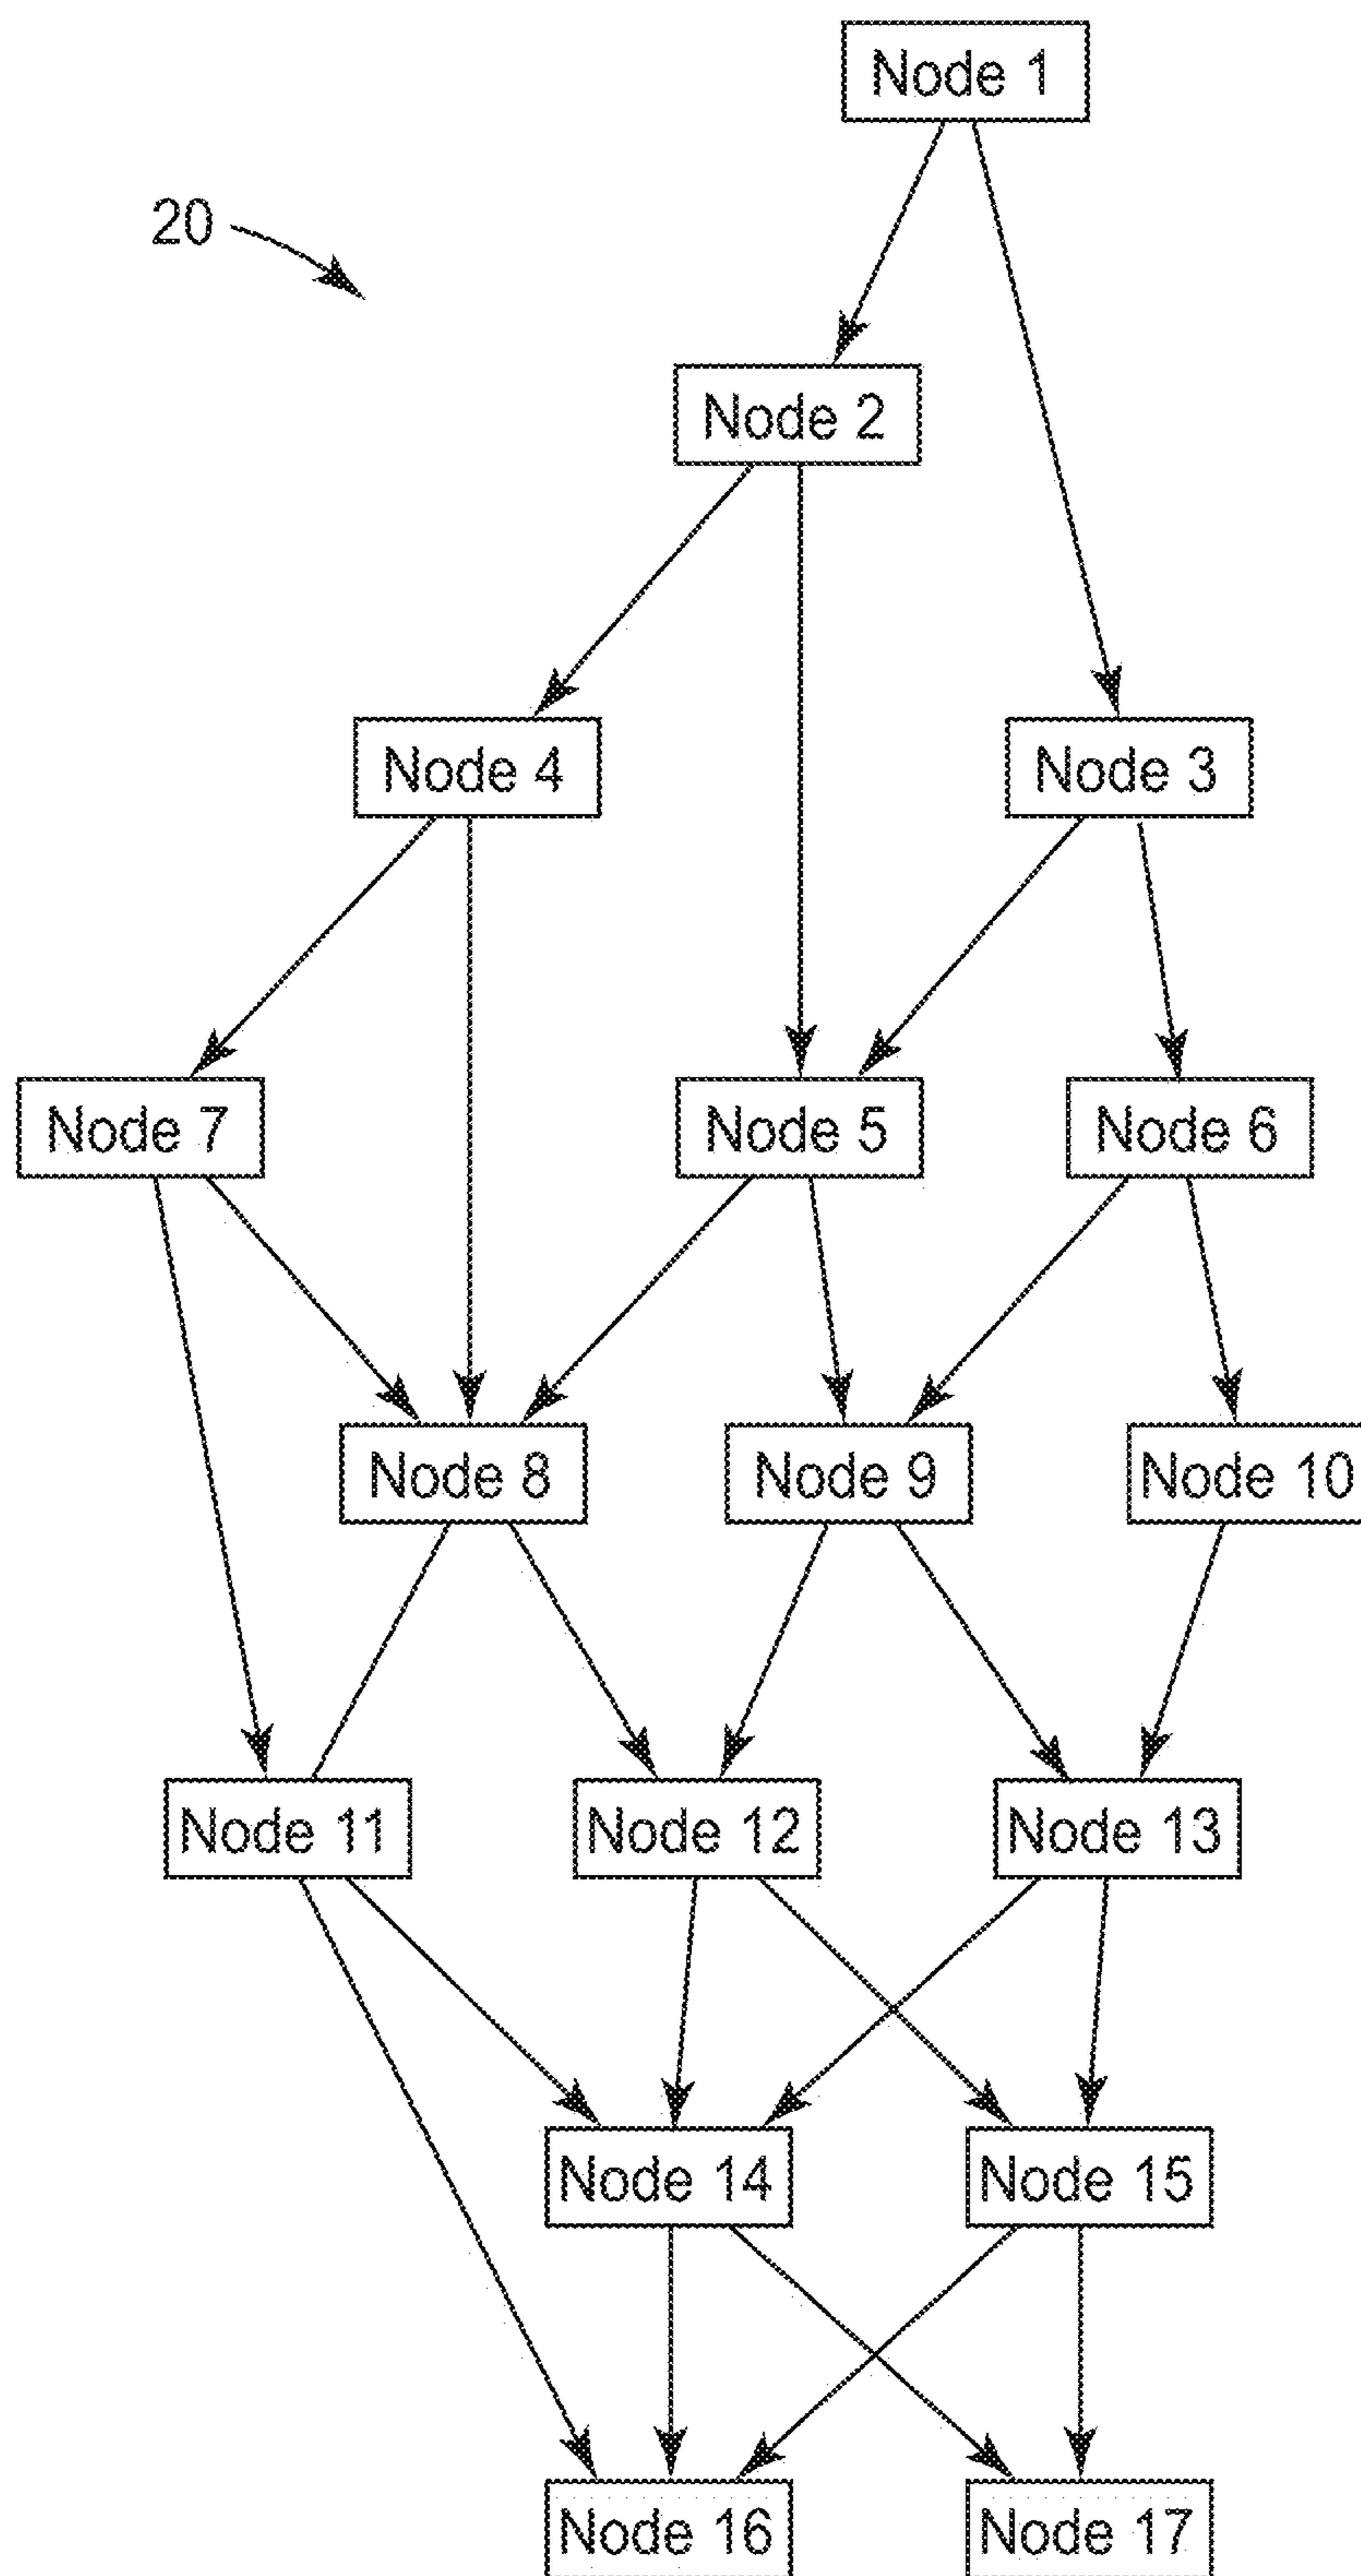 Node 1
20
Node 2
Node 4
Node 3
Node 7
Node 5
Node 6
Node 8
Node 9
Node 10
Node 11
Node 12
Node 13
Node 14
Node 15
Node 16
Node 17